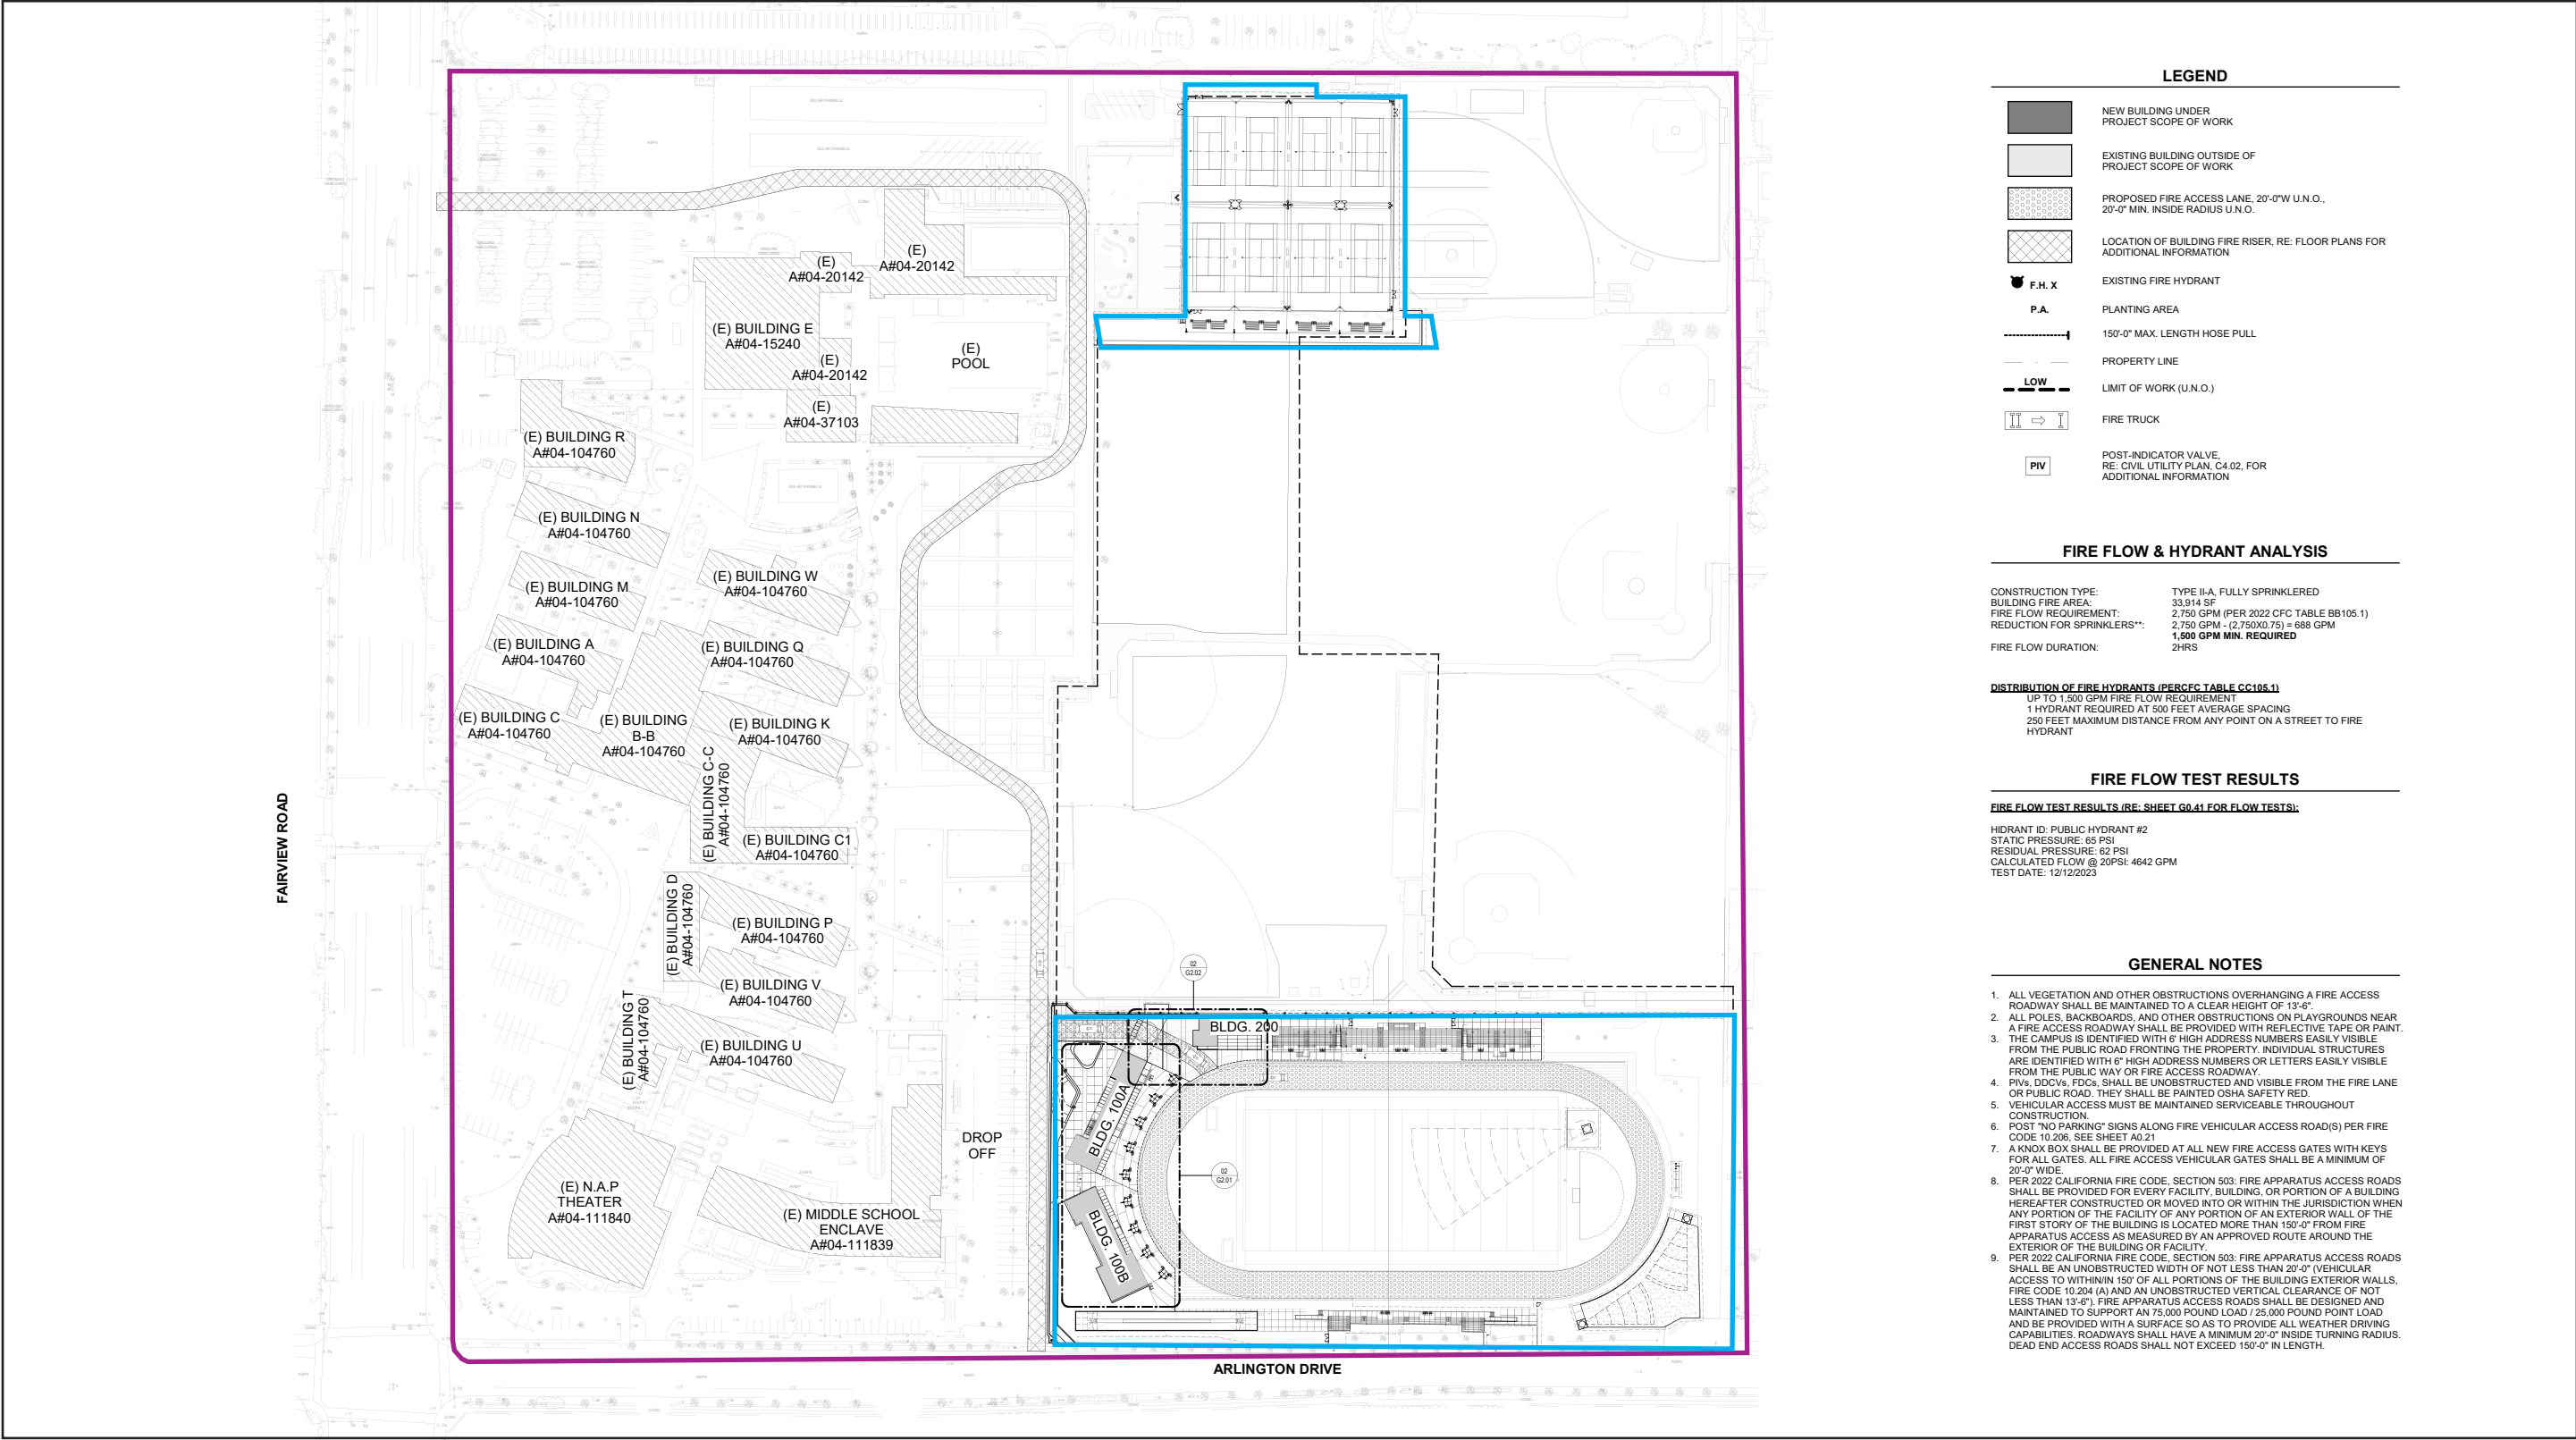 (E)
A#04-20142
(E)
A#04-20142
(E) BUILDING E
A#04-15240
(E)
A#04-20142
(E)
POOL
(E)
A#04-37103
(E) BUILDING R
A#04-104760
(E) BUILDING N
A#04-104760
(E) BUILDING M
A#04-104760
(E) BUILDING W
A#04-104760
(E) BUILDING A
A#04-104760
(E) BUILDING Q
A#04-104760
(E) BUILDING C
A#04-104760
(E) BUILDING
B-B
A#04-104760
(E) BUILDING K
A#04-104760
(E) BUILDING C-C
A#04-104760
(E) BUILDING C1
A#04-104760
(E) BUILDING D
A#04-104760
(E) BUILDING P
A#04-104760
(E) BUILDING V
A#04-104760
(E) BUILDING T
A#04-104760
(E) BUILDING U
A#04-104760
(E) N.A.P
THEATER
A#04-111840
(E) MIDDLE SCHOOL
ENCLAVE
A#04-111839
DROP
OFF
SOLAR PANELS
SOLAR PANELS
SOLAR PANELS
02
G2.02
BLDG. 200
BLDG. 100A
02
G2.01
BLDG. 100B
FAIRVIEW ROAD
ARLINGTON DRIVE
LEGEND
NEW BUILDING UNDER
PROJECT SCOPE OF WORK
EXISTING BUILDING OUTSIDE OF
PROJECT SCOPE OF WORK
PROPOSED FIRE ACCESS LANE, 20'-0"W U.N.O.,
20'-0" MIN. INSIDE RADIUS U.N.O.
LOCATION OF BUILDING FIRE RISER, RE: FLOOR PLANS FOR
ADDITIONAL INFORMATION
F.H. X EXISTING FIRE HYDRANT
P.A. PLANTING AREA
150'-0" MAX. LENGTH HOSE PULL
PROPERTY LINE
LOW LIMIT OF WORK (U.N.O.)
FIRE TRUCK
PIV POST-INDICATOR VALVE,
RE: CIVIL UTILITY PLAN, C4.02, FOR
ADDITIONAL INFORMATION
FIRE FLOW & HYDRANT ANALYSIS
CONSTRUCTION TYPE: TYPE II-A, FULLY SPRINKLERED
BUILDING FIRE AREA: 33,914 SF
FIRE FLOW REQUIREMENT: 2,750 GPM (PER 2022 CFC TABLE BB105.1)
REDUCTION FOR SPRINKLERS**: 2,750 GPM - (2,750X0.75) = 688 GPM
1,500 GPM MIN. REQUIRED
FIRE FLOW DURATION: 2HRS
DISTRIBUTION OF FIRE HYDRANTS (PERCFC TABLE CC105.1)
UP TO 1,500 GPM FIRE FLOW REQUIREMENT
1 HYDRANT REQUIRED AT 500 FEET AVERAGE SPACING
250 FEET MAXIMUM DISTANCE FROM ANY POINT ON A STREET TO FIRE
HYDRANT
FIRE FLOW TEST RESULTS
FIRE FLOW TEST RESULTS (RE: SHEET G0.41 FOR FLOW TESTS):
HIDRANT ID: PUBLIC HYDRANT #2
STATIC PRESSURE: 65 PSI
RESIDUAL PRESSURE: 62 PSI
CALCULATED FLOW @ 20PSI: 4642 GPM
TEST DATE: 12/12/2023
GENERAL NOTES
1. ALL VEGETATION AND OTHER OBSTRUCTIONS OVERHANGING A FIRE ACCESS
ROADWAY SHALL BE MAINTAINED TO A CLEAR HEIGHT OF 13'-6".
2. ALL POLES, BACKBOARDS, AND OTHER OBSTRUCTIONS ON PLAYGROUNDS NEAR
A FIRE ACCESS ROADWAY SHALL BE PROVIDED WITH REFLECTIVE TAPE OR PAINT.
3. THE CAMPUS IS IDENTIFIED WITH 6' HIGH ADDRESS NUMBERS EASILY VISIBLE
FROM THE PUBLIC ROAD FRONTING THE PROPERTY. INDIVIDUAL STRUCTURES
ARE IDENTIFIED WITH 6" HIGH ADDRESS NUMBERS OR LETTERS EASILY VISIBLE
FROM THE PUBLIC WAY OR FIRE ACCESS ROADWAY.
4. PIVs, DDCVs, FDCs, SHALL BE UNOBSTRUCTED AND VISIBLE FROM THE FIRE LANE
OR PUBLIC ROAD. THEY SHALL BE PAINTED OSHA SAFETY RED.
5. VEHICULAR ACCESS MUST BE MAINTAINED SERVICEABLE THROUGHOUT
CONSTRUCTION.
6. POST "NO PARKING" SIGNS ALONG FIRE VEHICULAR ACCESS ROAD(S) PER FIRE
CODE 10.206, SEE SHEET A0.21
7. A KNOX BOX SHALL BE PROVIDED AT ALL NEW FIRE ACCESS GATES WITH KEYS
FOR ALL GATES. ALL FIRE ACCESS VEHICULAR GATES SHALL BE A MINIMUM OF
20'-0" WIDE.
8. PER 2022 CALIFORNIA FIRE CODE, SECTION 503: FIRE APPARATUS ACCESS ROADS
SHALL BE PROVIDED FOR EVERY FACILITY, BUILDING, OR PORTION OF A BUILDING
HEREAFTER CONSTRUCTED OR MOVED INTO OR WITHIN THE JURISDICTION WHEN
ANY PORTION OF THE FACILITY OF ANY PORTION OF AN EXTERIOR WALL OF THE
FIRST STORY OF THE BUILDING IS LOCATED MORE THAN 150'-0" FROM FIRE
APPARATUS ACCESS AS MEASURED BY AN APPROVED ROUTE AROUND THE
EXTERIOR OF THE BUILDING OR FACILITY.
9. PER 2022 CALIFORNIA FIRE CODE, SECTION 503: FIRE APPARATUS ACCESS ROADS
SHALL BE AN UNOBSTRUCTED WIDTH OF NOT LESS THAN 20'-0" (VEHICULAR
ACCESS TO WITHIN/IN 150' OF ALL PORTIONS OF THE BUILDING EXTERIOR WALLS,
FIRE CODE 10.204 (A) AND AN UNOBSTRUCTED VERTICAL CLEARANCE OF NOT
LESS THAN 13'-6"). FIRE APPARATUS ACCESS ROADS SHALL BE DESIGNED AND
MAINTAINED TO SUPPORT AN 75,000 POUND LOAD / 25,000 POUND POINT LOAD
AND BE PROVIDED WITH A SURFACE SO AS TO PROVIDE ALL WEATHER DRIVING
CAPABILITIES. ROADWAYS SHALL HAVE A MINIMUM 20'-0" INSIDE TURNING RADIUS.
DEAD END ACCESS ROADS SHALL NOT EXCEED 150'-0" IN LENGTH.